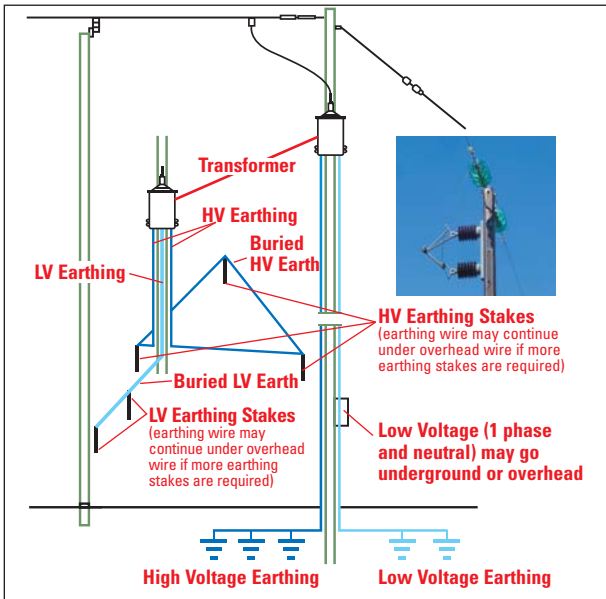 Transformer
HV Earthing
Buried
HV Earth
LV Earthing
HV Earthing Stakes
(earthing wire may continue
under overhead wire if more
earthing stakes are required)
Buried LV Earth
LV Earthing Stakes
(earthing wire may
continue under overhead
wire if more earthing
stakes are required)
Low Voltage (1 phase
and neutral) may go
underground or overhead
High Voltage Earthing
Low Voltage Earthing